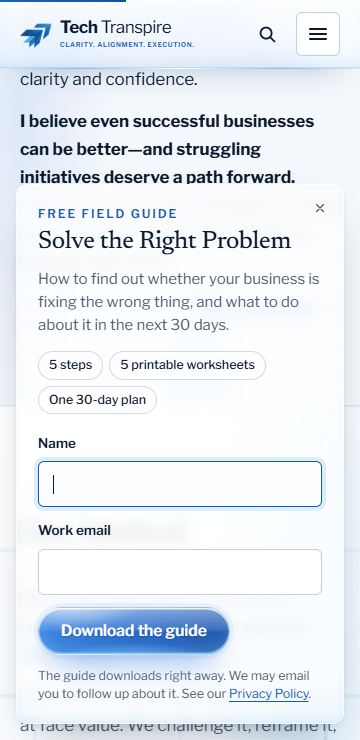 Tech Transpire
CLARITY. ALIGNMENT. EXECUTION.
clarity and confidence.
I believe even successful businesses
can be better—and struggling
initiatives deserve a path forward.
×
FREE FIELD GUIDE
Solve the Right Problem
How to find out whether your business is
fixing the wrong thing, and what to do
about it in the next 30 days.
5 steps
5 printable worksheets
One 30-day plan
Name
Work email
Download the guide
The guide downloads right away. We may email
you to follow up about it. See our Privacy Policy.
at face value. We challenge it, reframe it,